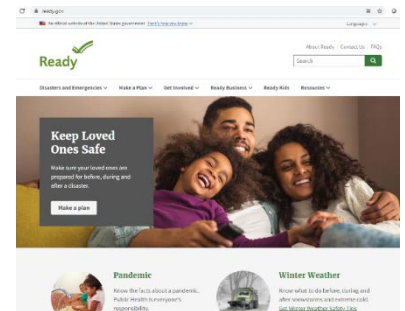 ready.gov
An official website of the United States government Here's how you know
Languages
Ready
About Ready | Contact Us | FAQs
Search
Disasters and Emergencies
Make a Plan
Get Involved
Ready Business
Ready Kids
Resources
Keep Loved
Ones Safe
Make sure your loved ones are
prepared for before, during and
after a disaster.
Make a plan
Pandemic
Know the facts about a pandemic.
Public Health is everyone's
responsibility.
Winter Weather
Know what to do before, during and
after snowstorms and extreme cold.
Get Winter Weather Safety Tips